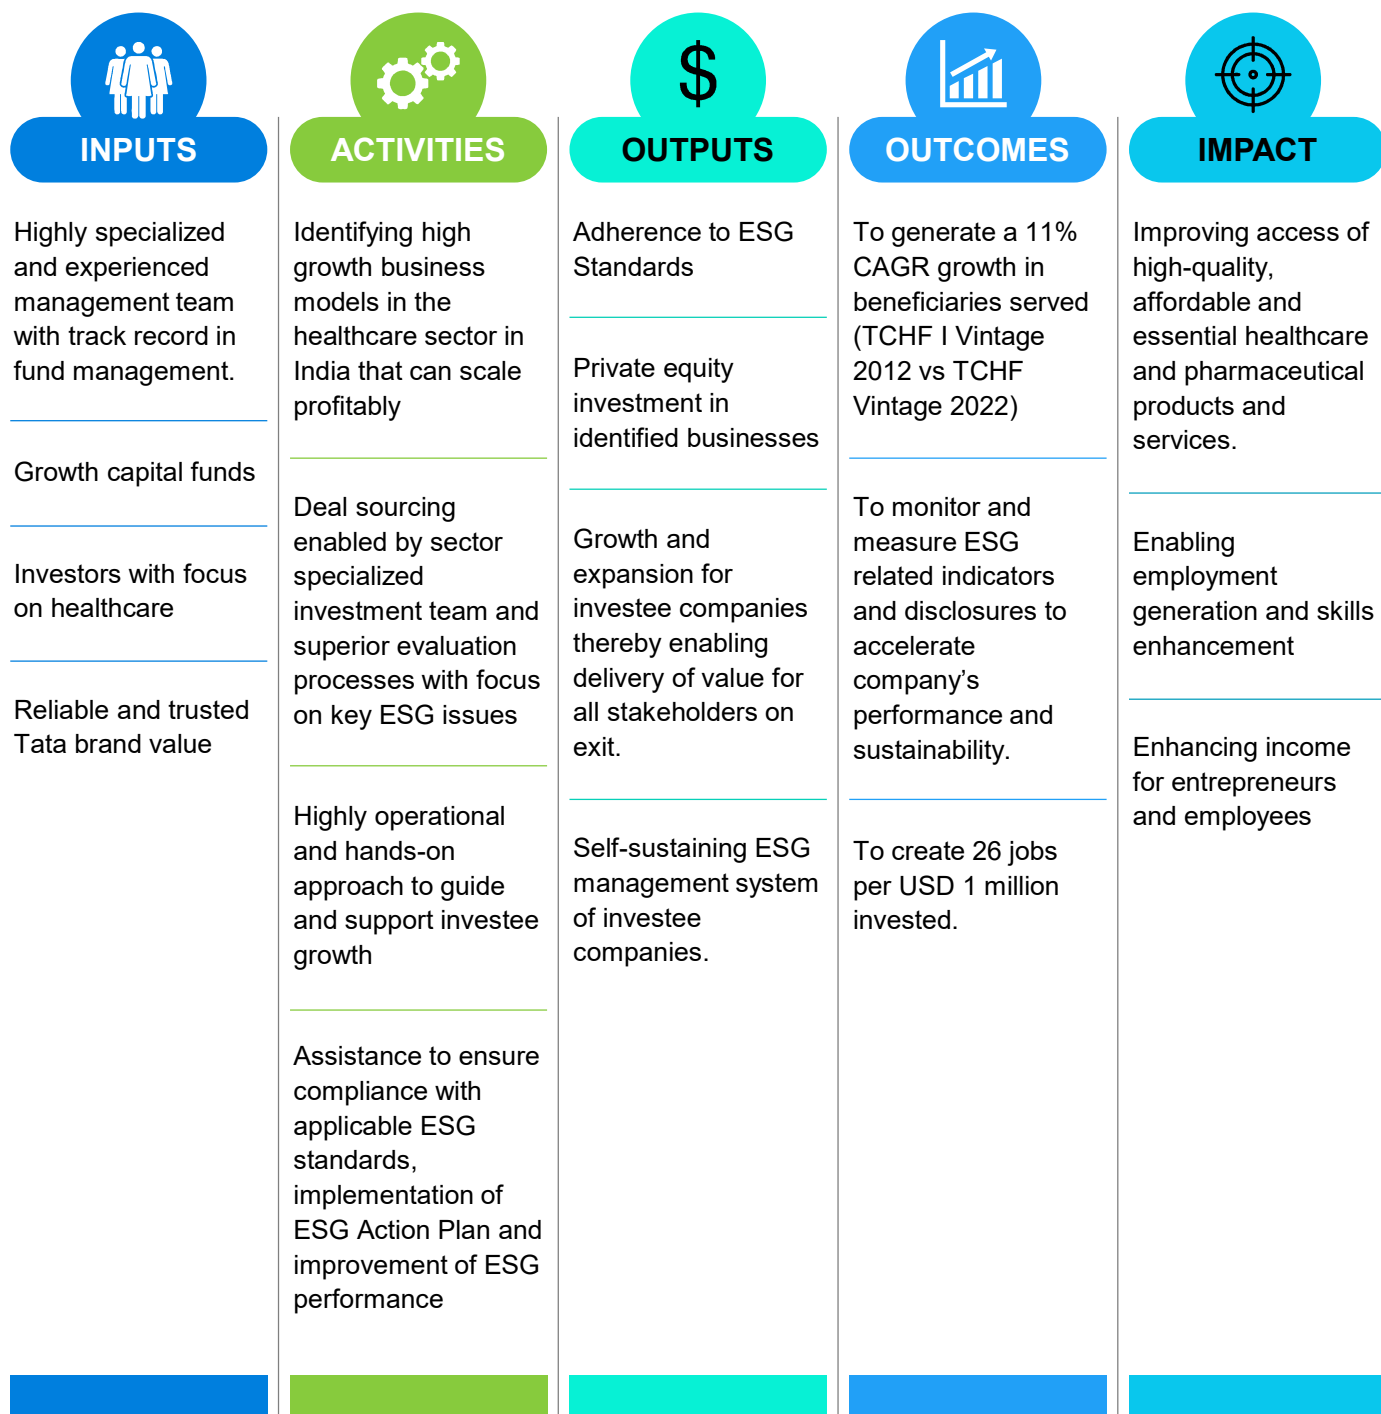 INPUTS
Highly specialized
and experienced
management team
with track record in
fund management.
Growth capital funds
Investors with focus
on healthcare
Reliable and trusted
Tata brand value
ACTIVITIES
Identifying high
growth business
models in the
healthcare sector in
India that can scale
profitably
Deal sourcing
enabled by sector
specialized
investment team and
superior evaluation
processes with focus
on key ESG issues
Highly operational
and hands-on
approach to guide
and support investee
growth
Assistance to ensure
compliance with
applicable ESG
standards,
implementation of
ESG Action Plan and
improvement of ESG
performance
$
OUTPUTS
Adherence to ESG
Standards
Private equity
investment in
identified businesses
Growth and
expansion for
investee companies
thereby enabling
delivery of value for
all stakeholders on
exit.
Self-sustaining ESG
management system
of investee
companies.
OUTCOMES
To generate a 11%
CAGR growth in
beneficiaries served
(TCHF I Vintage
2012 vs TCHF
Vintage 2022)
To monitor and
measure ESG
related indicators
and disclosures to
accelerate
company’s
performance and
sustainability.
To create 26 jobs
per USD 1 million
invested.
IMPACT
Improving access of
high-quality,
affordable and
essential healthcare
and pharmaceutical
products and
services.
Enabling
employment
generation and skills
enhancement
Enhancing income
for entrepreneurs
and employees